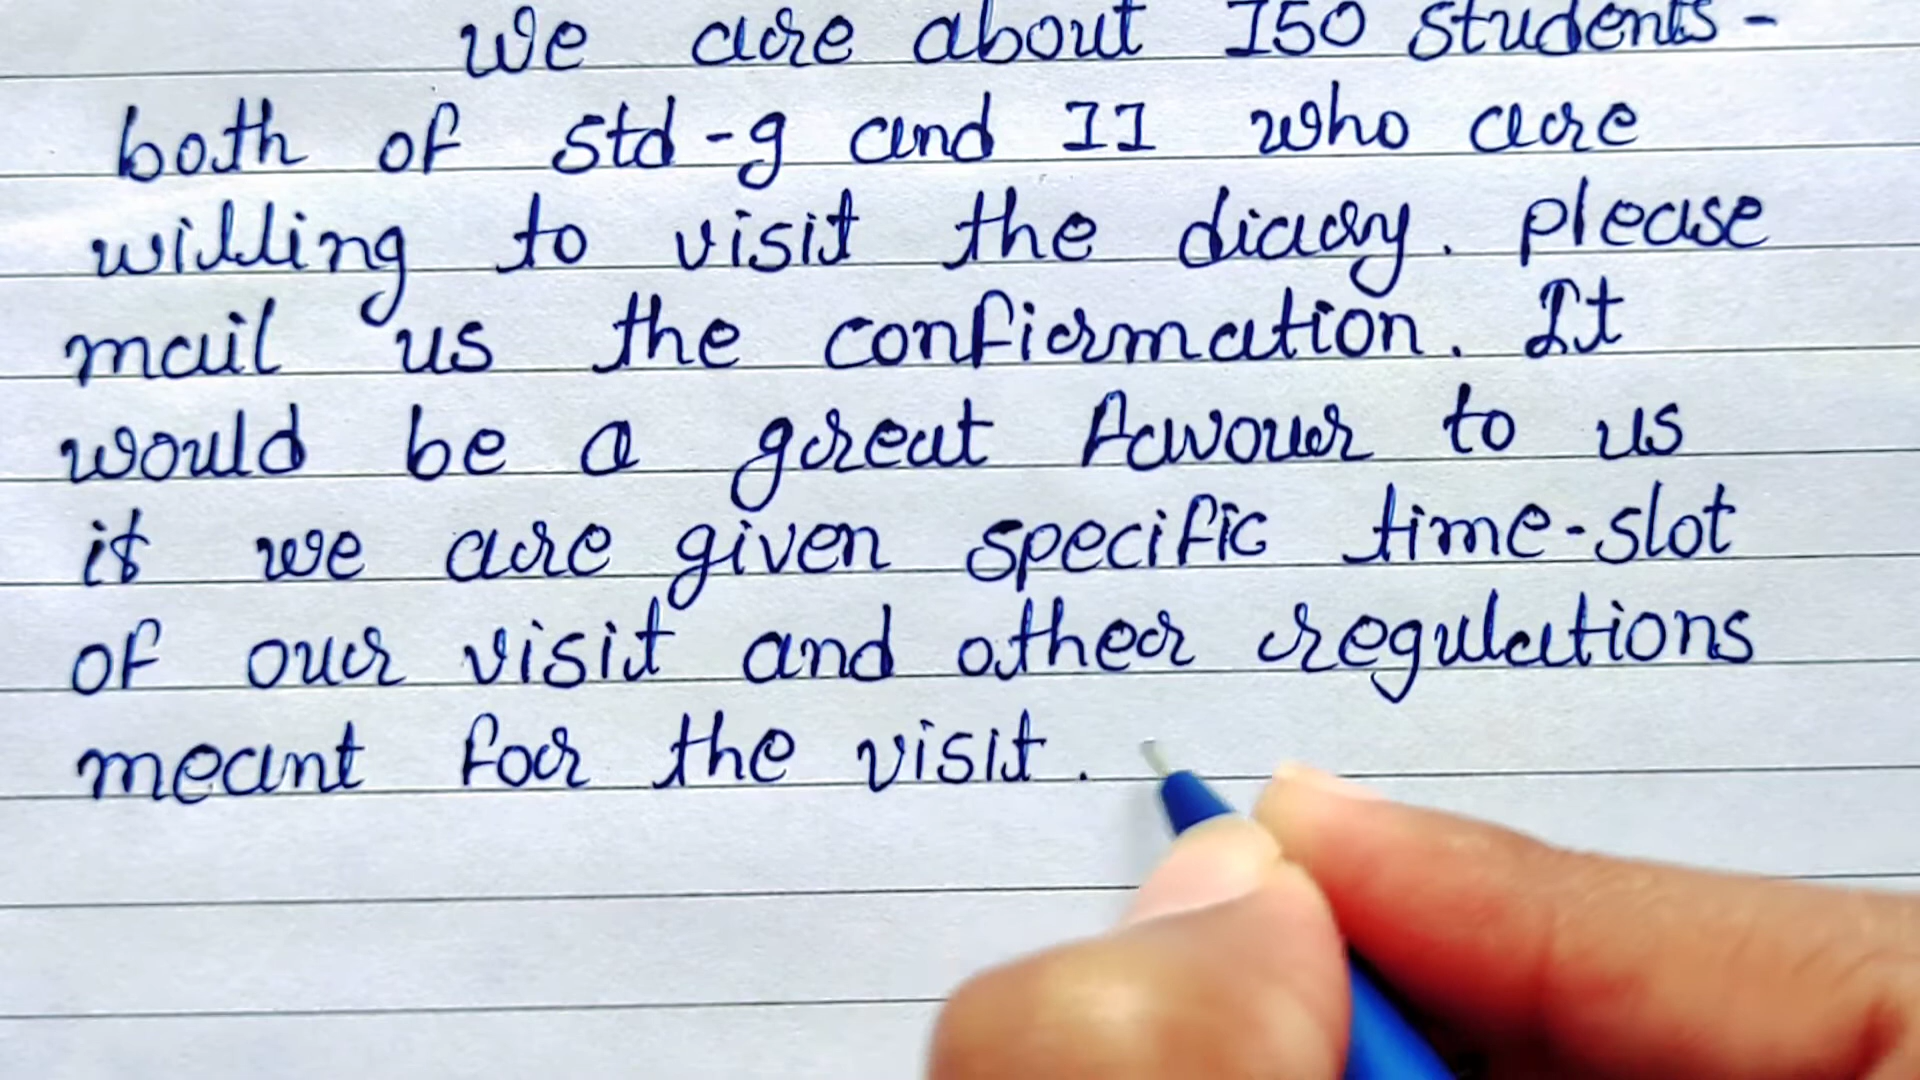 We are about 150 students-
both of std-9 and 11 who are
willing to visit the diary. please
mail us the confirmation. It
would be a great favour to us
if we are given specific time-slot
of our visit and other regulations
meant for the visit.